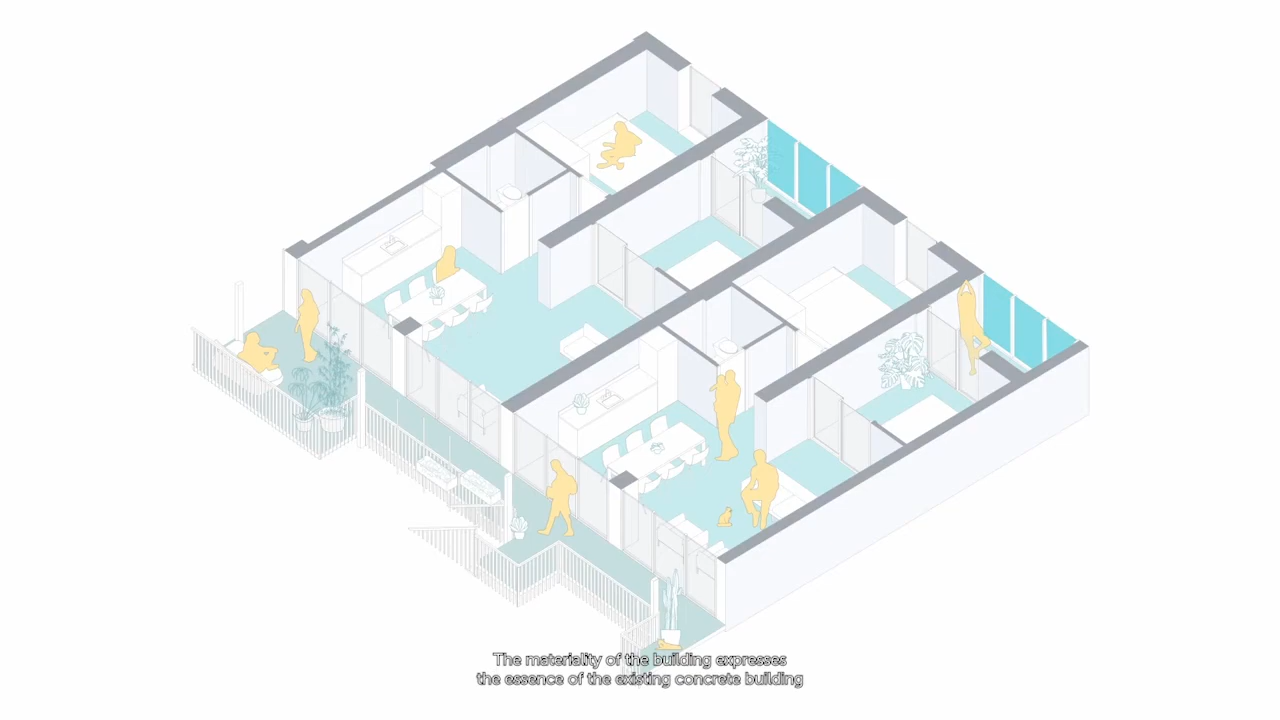 The materiality of the building expresses
the essence of the existing concrete building